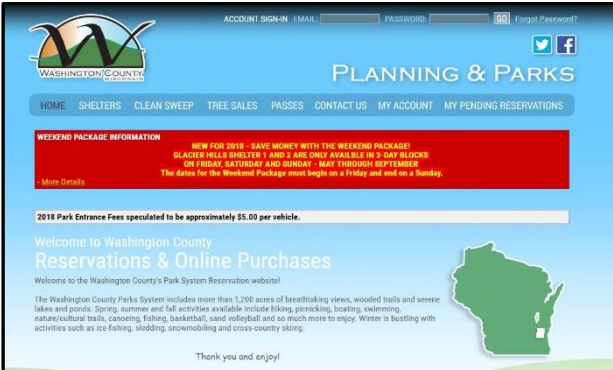 ACCOUNT SIGN-IN EMAIL: PASSWORD: GO Forgot Password?
WASHINGTON COUNTY
WISCONSIN
PLANNING & PARKS
HOME SHELTERS CLEAN SWEEP TREE SALES PASSES CONTACT US MY ACCOUNT MY PENDING RESERVATIONS
WEEKEND PACKAGE INFORMATION
NEW FOR 2018 - SAVE MONEY WITH THE WEEKEND PACKAGE!
GLACIER HILLS SHELTER 1 AND 2 ARE ONLY AVAILBLE IN 3-DAY BLOCKS
ON FRIDAY, SATURDAY AND SUNDAY - MAY THROUGH SEPTEMBER
The dates for the Weekend Package must begin on a Friday and end on a Sunday.
- More Details
2018 Park Entrance Fees speculated to be approximately $5.00 per vehicle.
Welcome to Washington County
Reservations & Online Purchases
Welcome to the Washington County's Park System Reservation website!
The Washington County Parks System includes more than 1,200 acres of breathtaking views, wooded trails and serene
lakes and ponds. Spring, summer and fall activities available include hiking, picnicking, boating, swimming,
nature/cultural trails, canoeing, fishing, basketball, sand volleyball and so much more to enjoy. Winter is bustling with
activities such as ice-fishing, sledding, snowmobiling and cross-country skiing.
Thank you and enjoy!